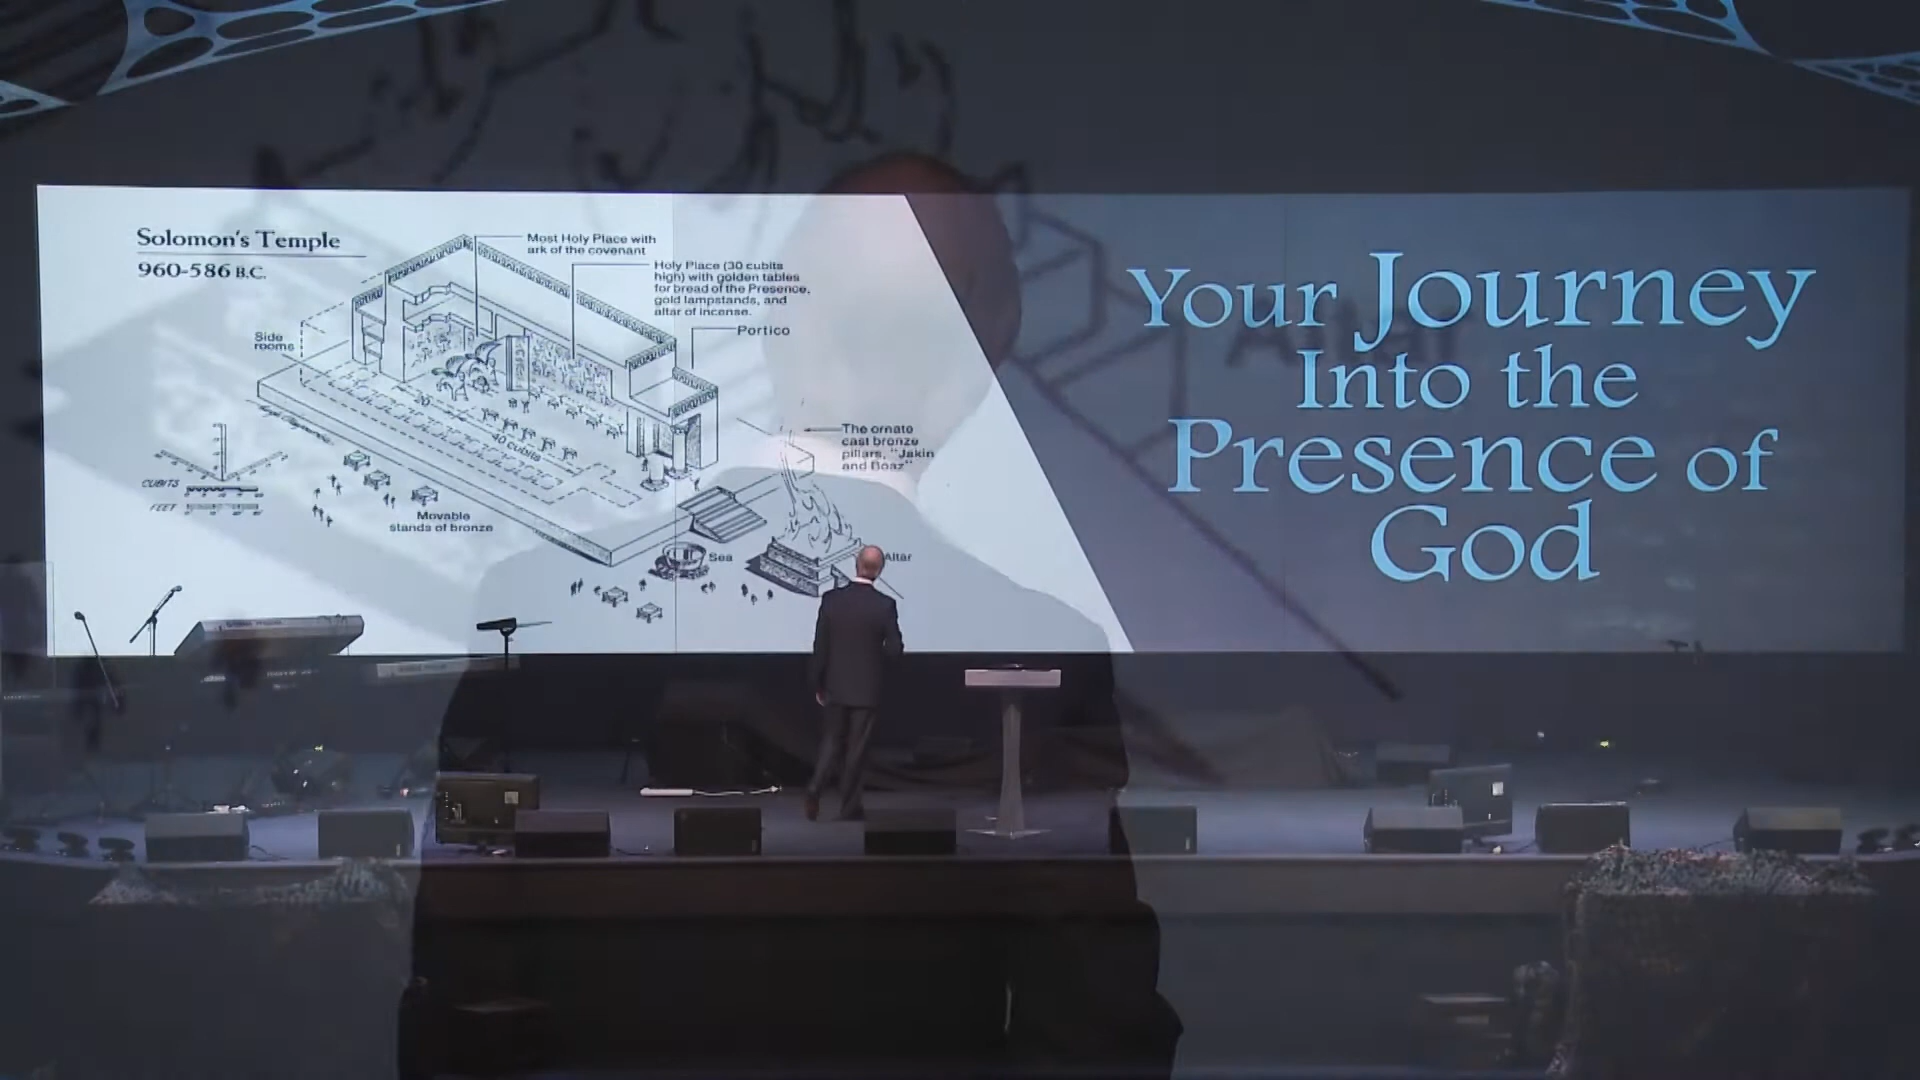 Solomon's Temple
960-586 B.C.
Most Holy Place with
ark of the covenant
Holy Place (30 cubits
high) with golden tables
for bread of the Presence,
gold lampstands, and
altar of incense.
Portico
Side
rooms
20
40 cubits
The ornate
cast bronze
pillars, "Jakin
and Boaz"
CUBITS
FEET
Movable
stands of bronze
Sea
Altar
Your Journey
Into the
Presence of
God
Altar